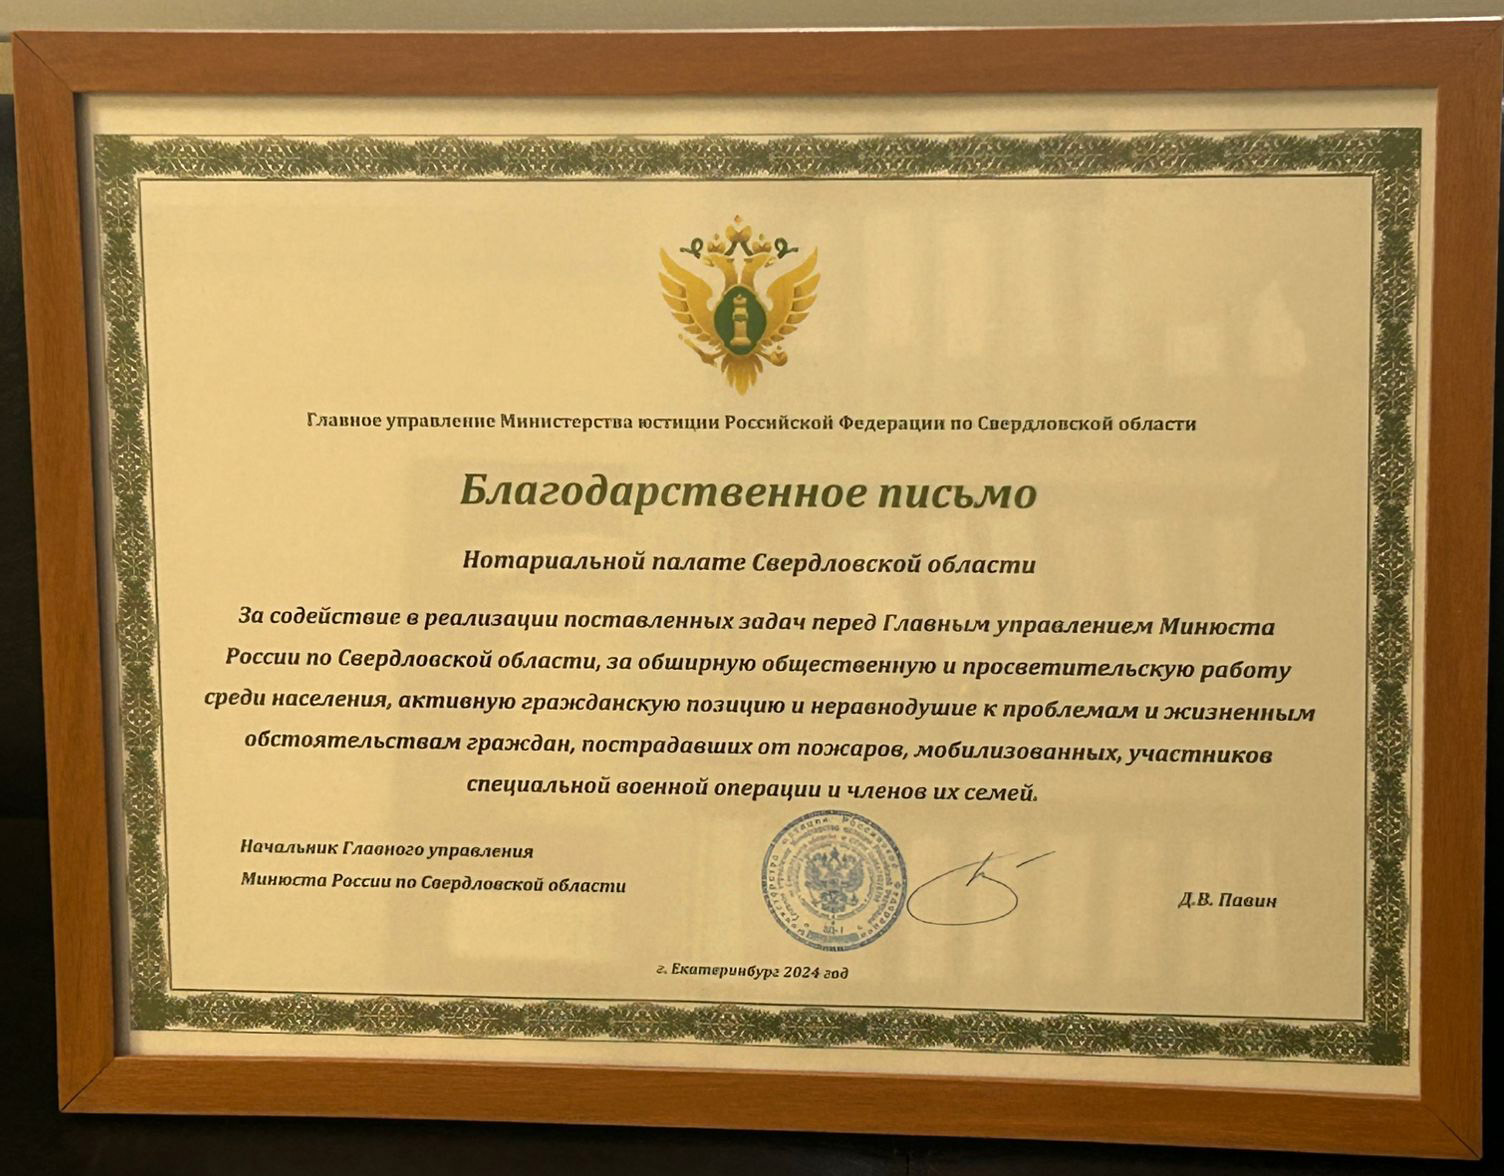 Главное управление Министерства юстиции Российской Федерации по Свердловской области
Благодарственное письмо
Нотариальной палате Свердловской области
За содействие в реализации поставленных задач перед Главным управлением Минюста
России по Свердловской области, за обширную общественную и просветительскую работу
среди населения, активную гражданскую позицию и неравнодушие к проблемам и жизненным
обстоятельствам граждан, пострадавших от пожаров, мобилизованных, участников
специальной военной операции и членов их семей.
Начальник Главного управления
Минюста России по Свердловской области
Д.В. Павин
г. Екатеринбург 2024 год